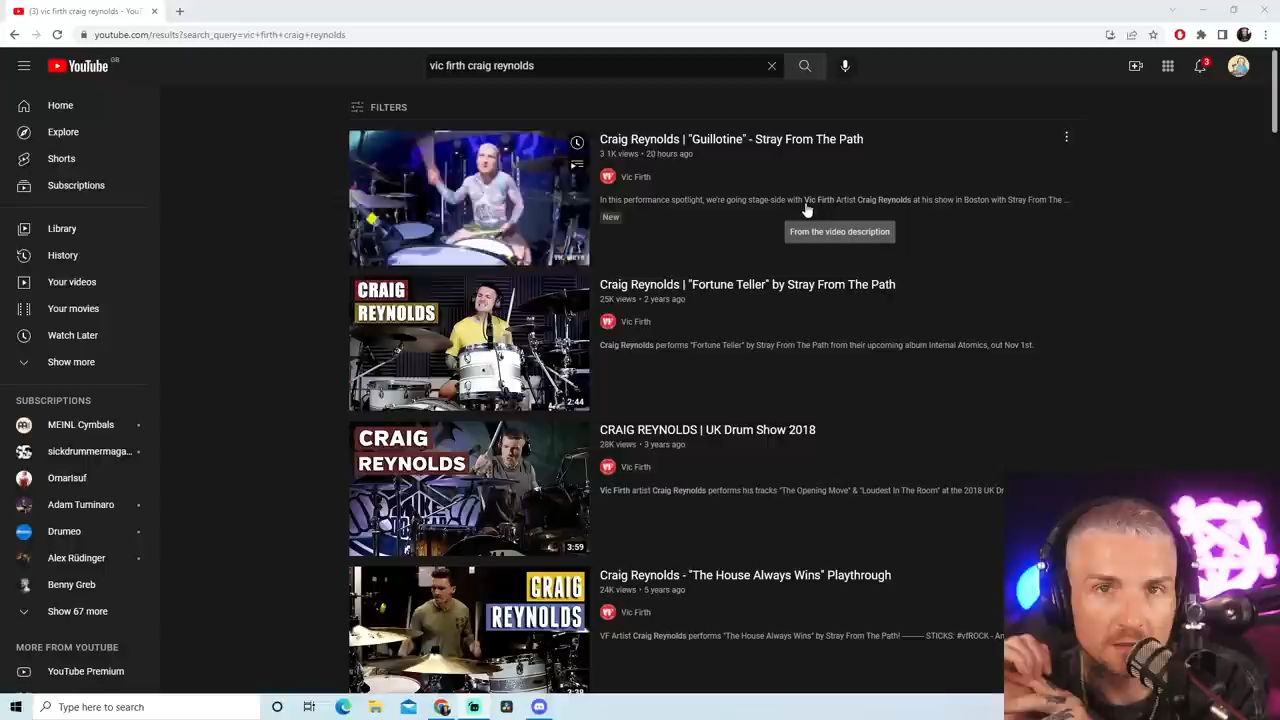 (3) vic firth craig reynolds - YouT
youtube.com/results?search_query=vic+firth+craig+reynolds
YouTube GB
vic firth craig reynolds
3
Home
Explore
Shorts
Subscriptions
Library
History
Your videos
Your movies
Watch Later
Show more
SUBSCRIPTIONS
MEINL Cymbals
sickdrummermaga...
OmarIsuf
Adam Tuminaro
Drumeo
Alex Rüdinger
Benny Greb
Show 67 more
MORE FROM YOUTUBE
YouTube Premium
FILTERS
Craig Reynolds | "Guillotine" - Stray From The Path
3 1K views • 20 hours ago
VF
Vic Firth
In this performance spotlight, we're going stage-side with Vic Firth Artist Craig Reynolds at his show in Boston with Stray From The ...
New
From the video description
CRAIG
REYNOLDS
2:44
Craig Reynolds | "Fortune Teller" by Stray From The Path
25K views • 2 years ago
VF
Vic Firth
Craig Reynolds performs "Fortune Teller" by Stray From The Path from their upcoming album Internal Atomics, out Nov 1st.
CRAIG
REYNOLDS
3:59
CRAIG REYNOLDS | UK Drum Show 2018
28K views • 3 years ago
VF
Vic Firth
Vic Firth artist Craig Reynolds performs his tracks "The Opening Move" & "Loudest In The Room" at the 2018 UK Dr
CRAIG
REYNOLDS
3:38
Craig Reynolds - "The House Always Wins" Playthrough
24K views • 5 years ago
VF
Vic Firth
VF Artist Craig Reynolds performs "The House Always Wins" by Stray From The Path! ——— STICKS: #vfROCK - An
Type here to search